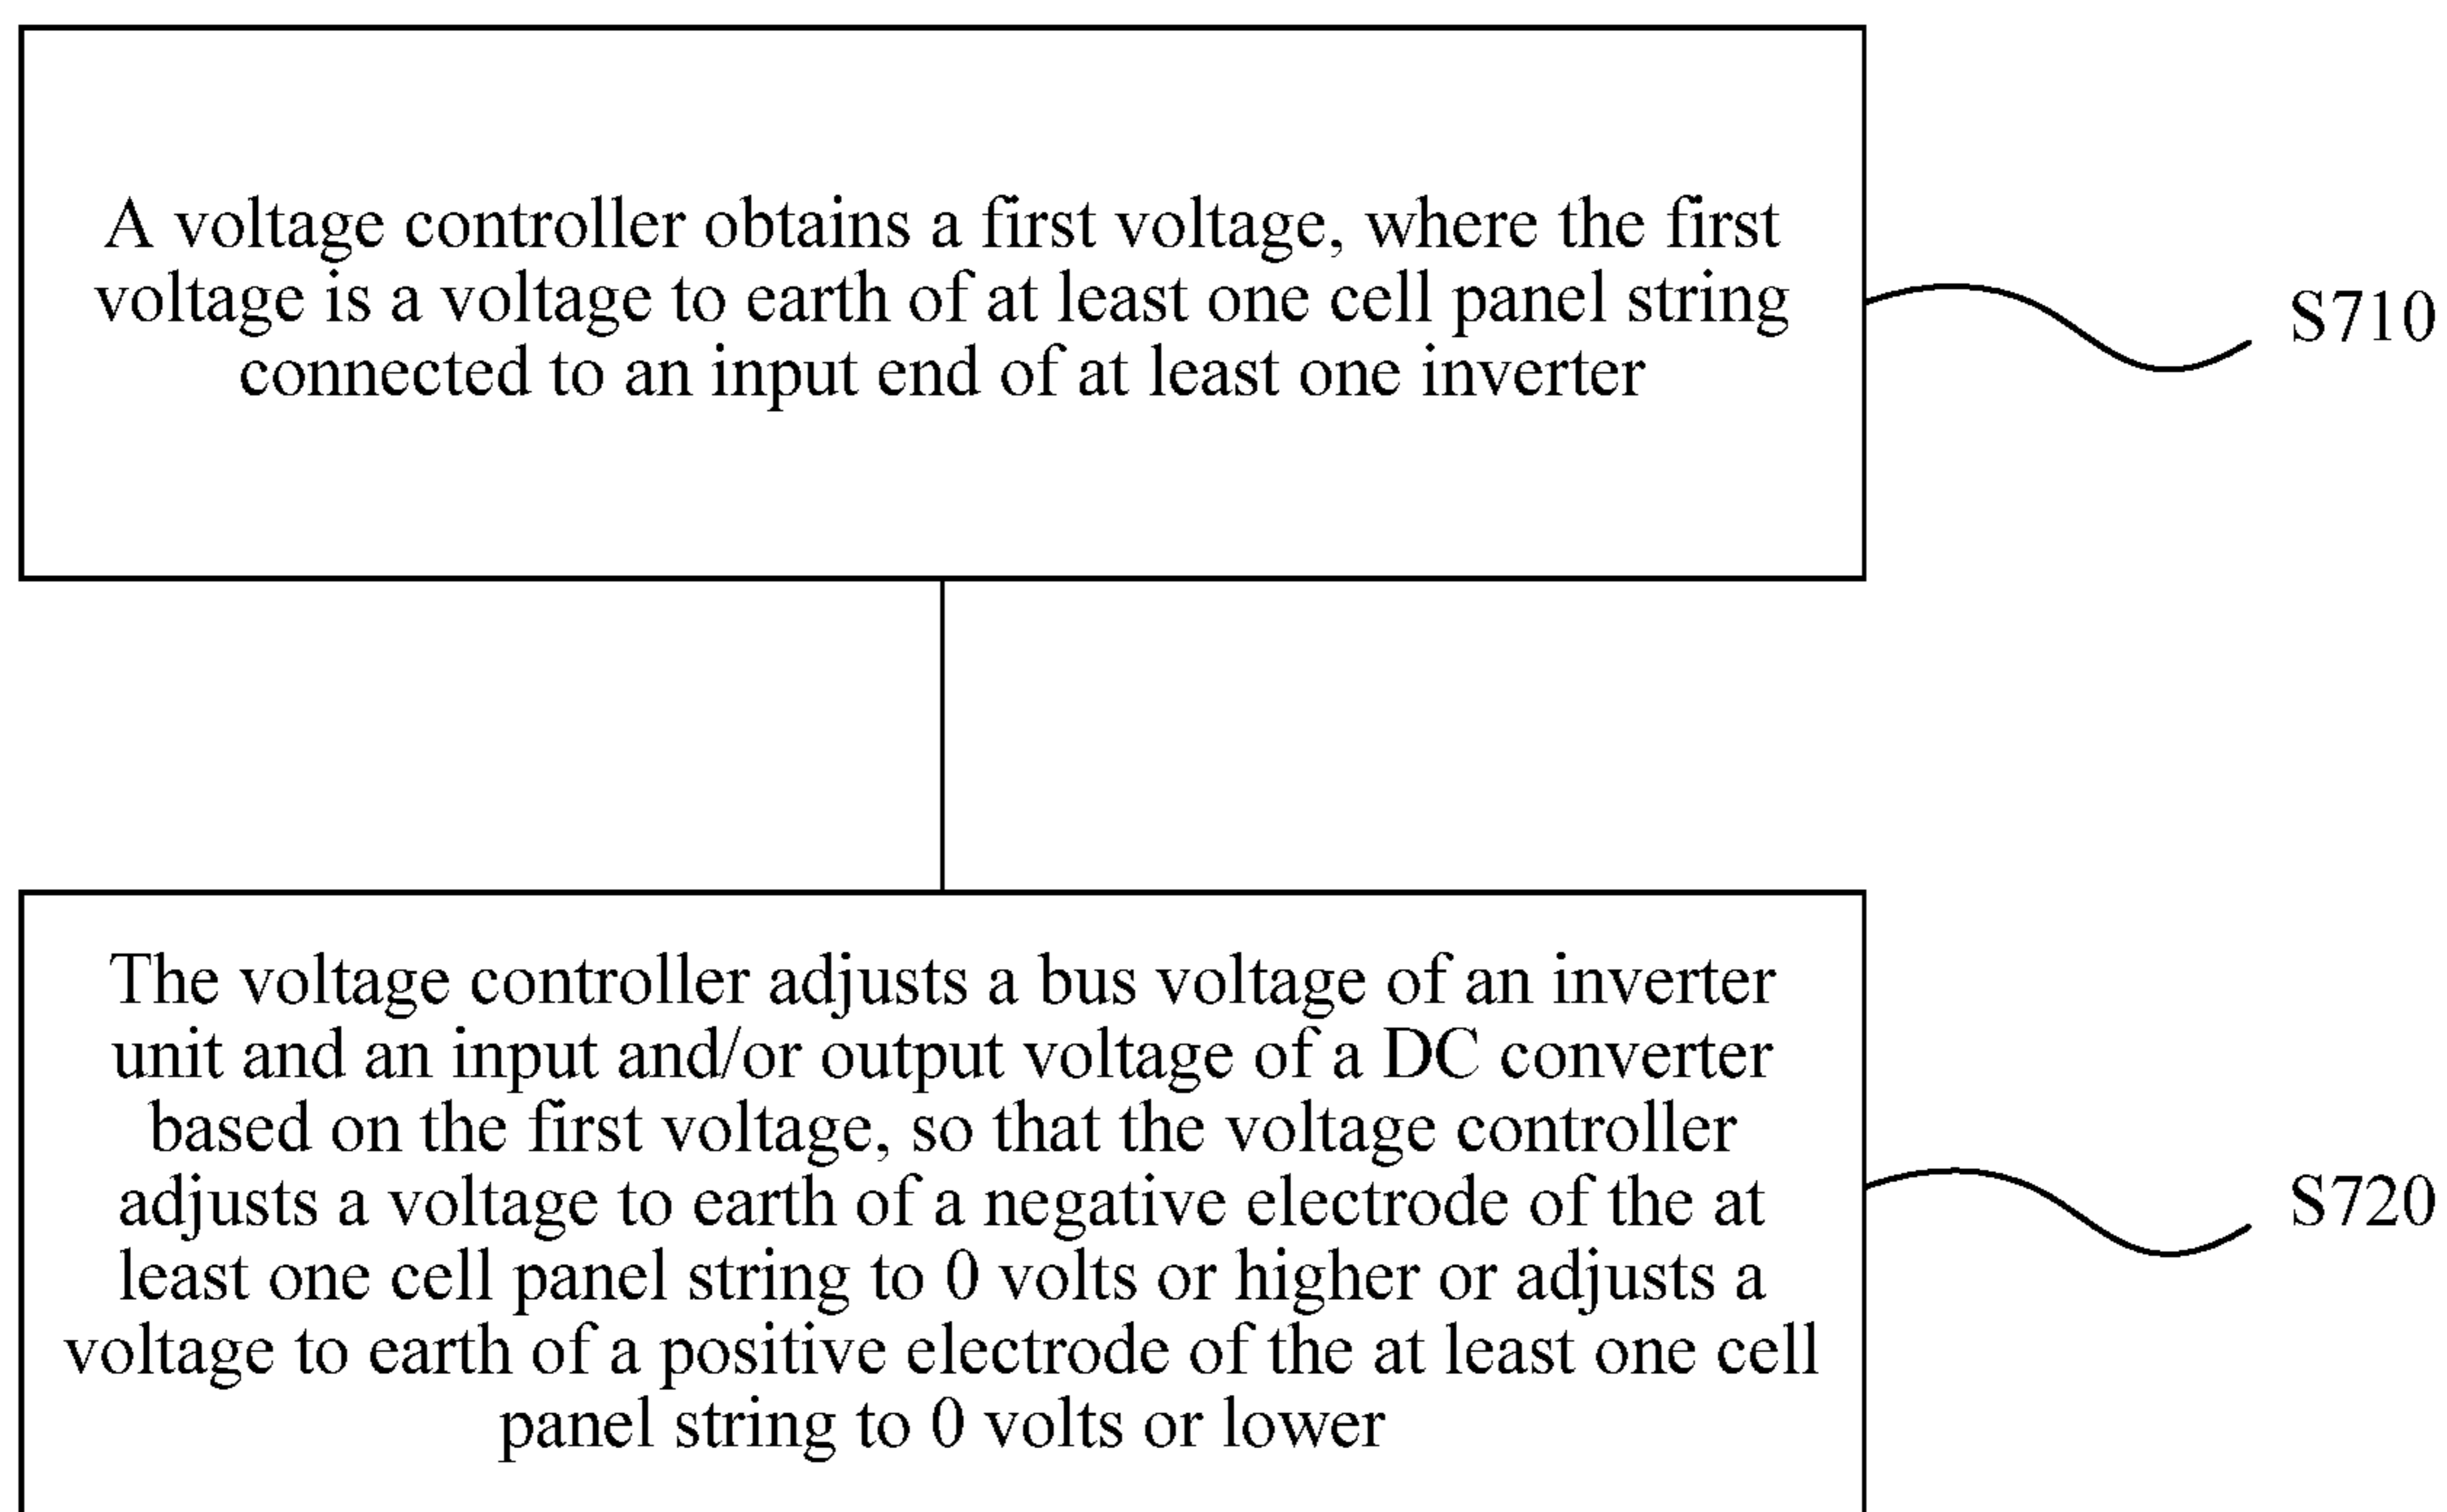 A voltage controller obtains a first voltage, where the first
voltage is a voltage to earth of at least one cell panel string
connected to an input end of at least one inverter
S710
The voltage controller adjusts a bus voltage of an inverter
unit and an input and/or output voltage of a DC converter
based on the first voltage, so that the voltage controller
adjusts a voltage to earth of a negative electrode of the at
least one cell panel string to 0 volts or higher or adjusts a
voltage to earth of a positive electrode of the at least one cell
panel string to 0 volts or lower
S720